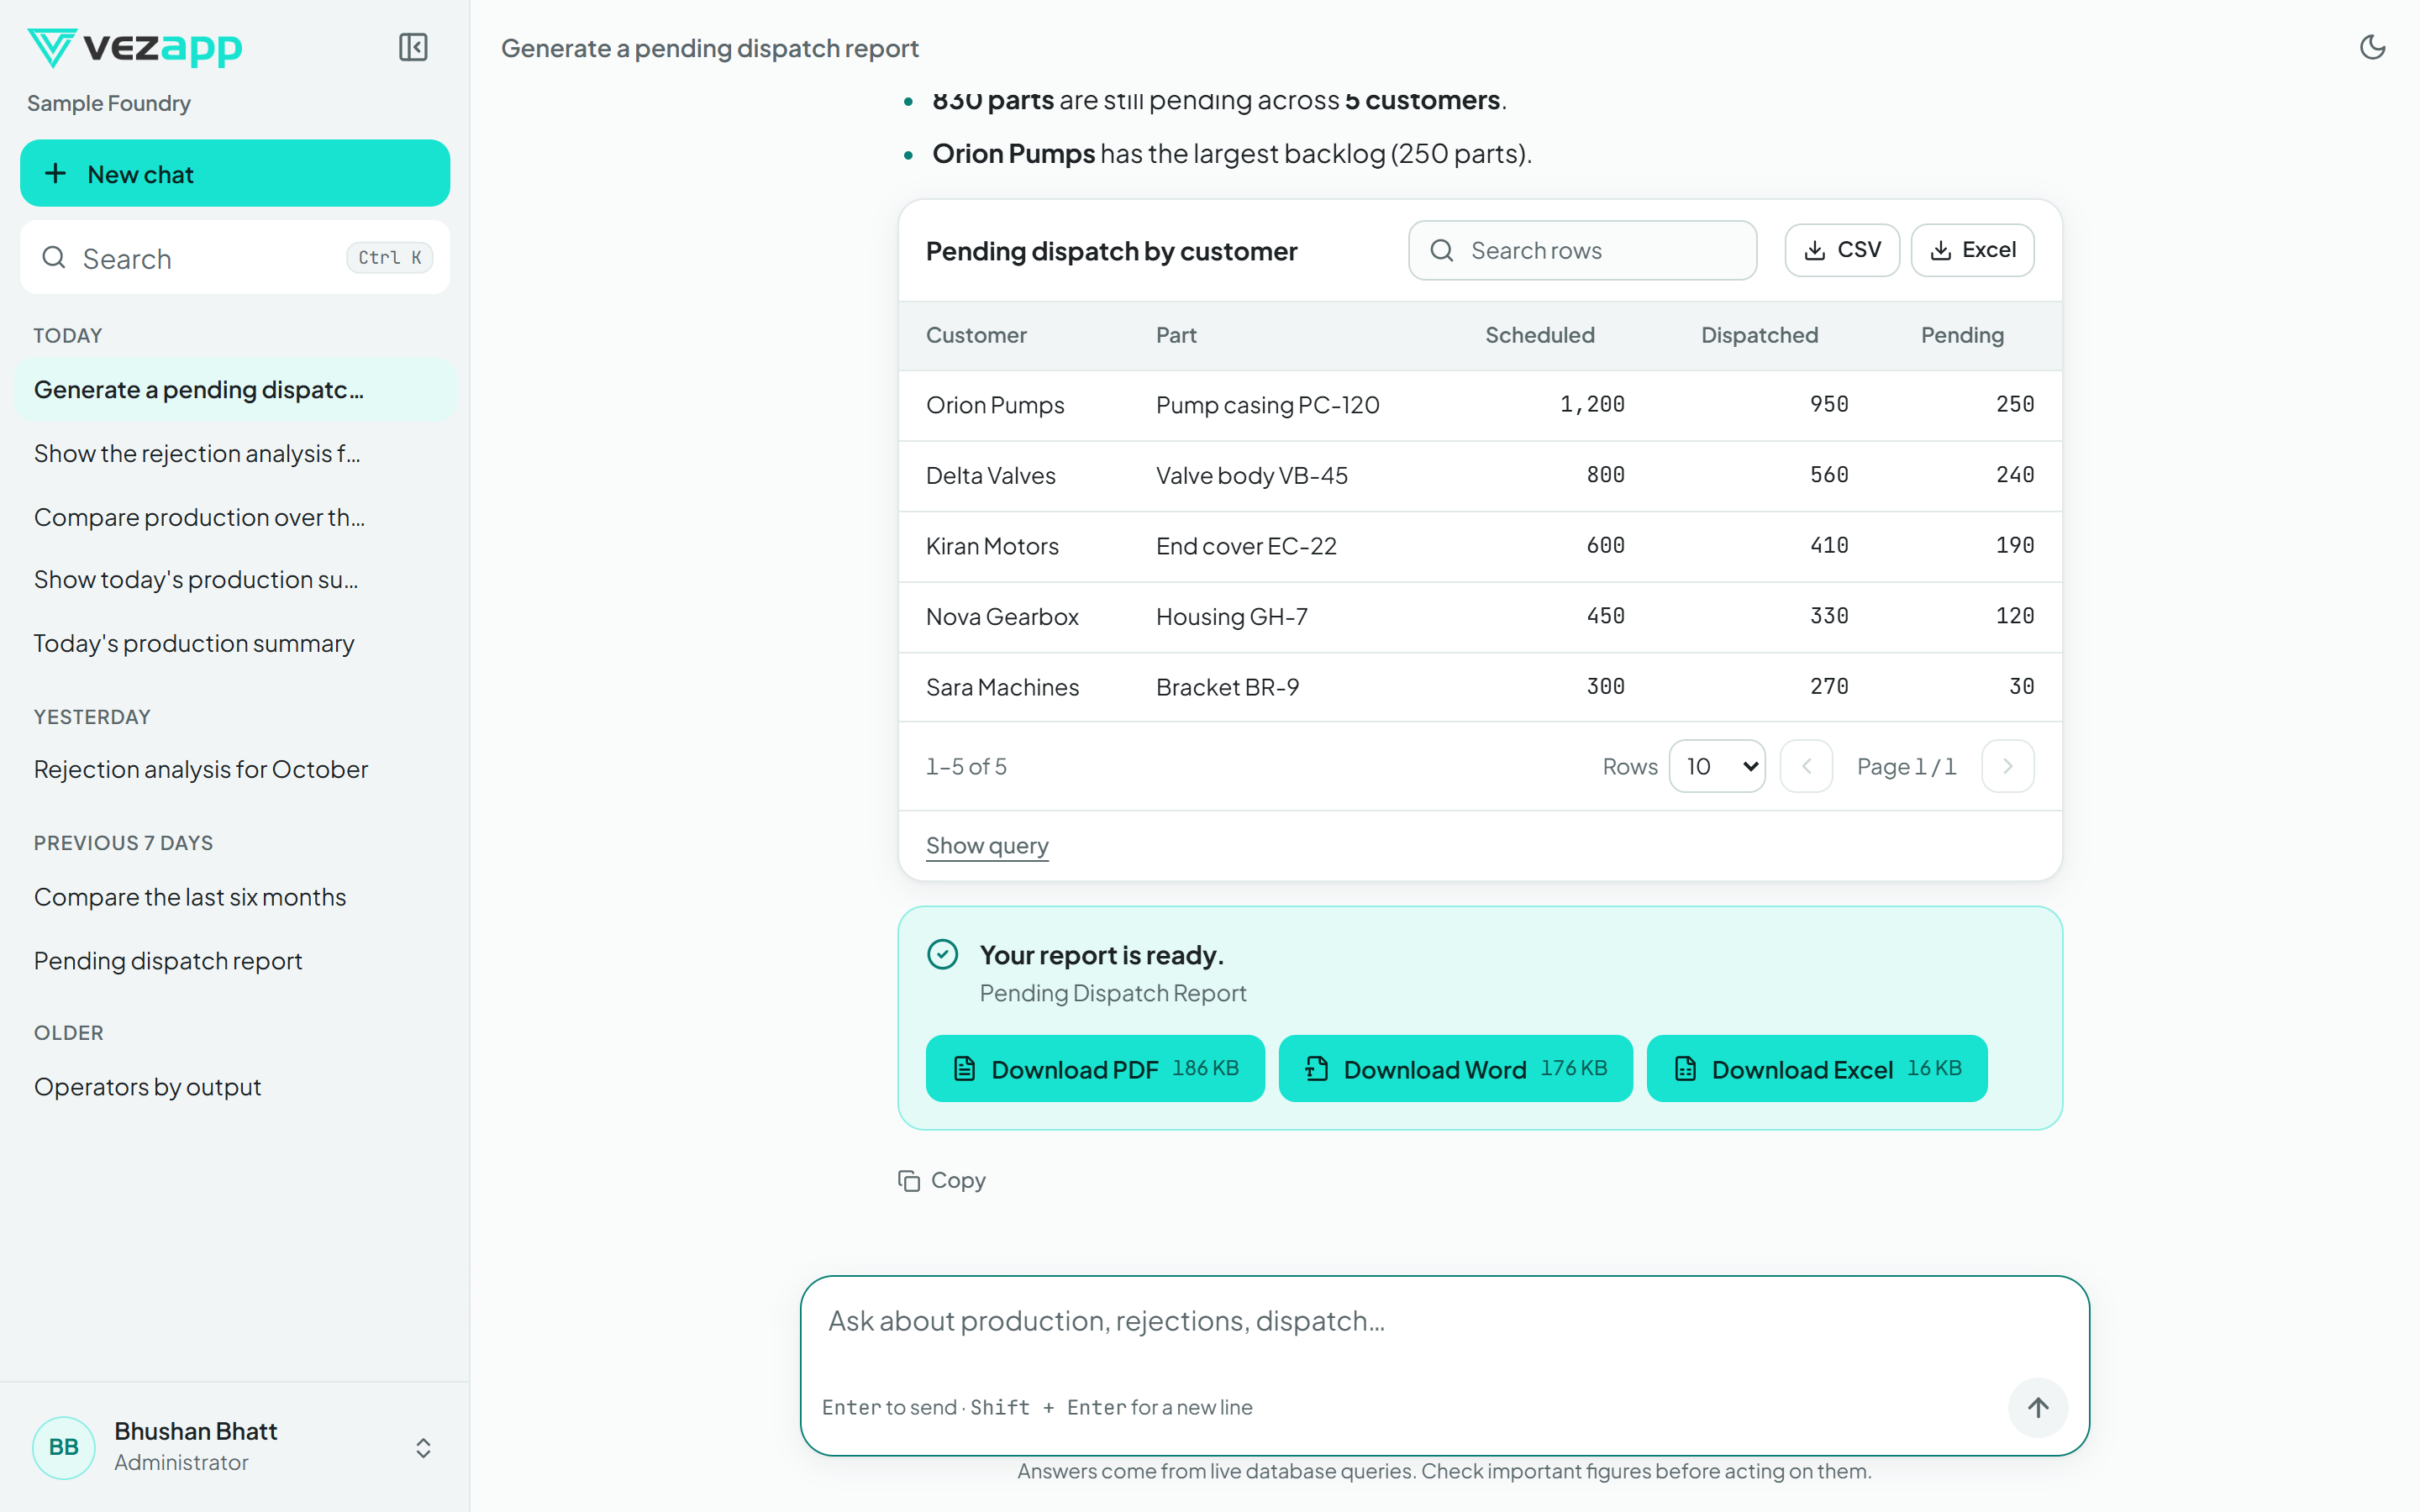 vezapp
Sample Foundry
New chat
Search Ctrl K
TODAY
Generate a pending dispatc...
Show the rejection analysis f...
Compare production over th...
Show today's production su...
Today's production summary
YESTERDAY
Rejection analysis for October
PREVIOUS 7 DAYS
Compare the last six months
Pending dispatch report
OLDER
Operators by output
BB
Bhushan Bhatt
Administrator
Generate a pending dispatch report
830 parts are still pending across 5 customers.
Orion Pumps has the largest backlog (250 parts).
Pending dispatch by customer Search rows CSV Excel
Customer Part Scheduled Dispatched Pending
Orion Pumps Pump casing PC-120 1,200 950 250
Delta Valves Valve body VB-45 800 560 240
Kiran Motors End cover EC-22 600 410 190
Nova Gearbox Housing GH-7 450 330 120
Sara Machines Bracket BR-9 300 270 30
1–5 of 5 Rows 10 Page 1 / 1
Show query
Your report is ready.
Pending Dispatch Report
Download PDF 186 KB Download Word 176 KB Download Excel 16 KB
Copy
Ask about production, rejections, dispatch...
Enter to send · Shift + Enter for a new line
Answers come from live database queries. Check important figures before acting on them.